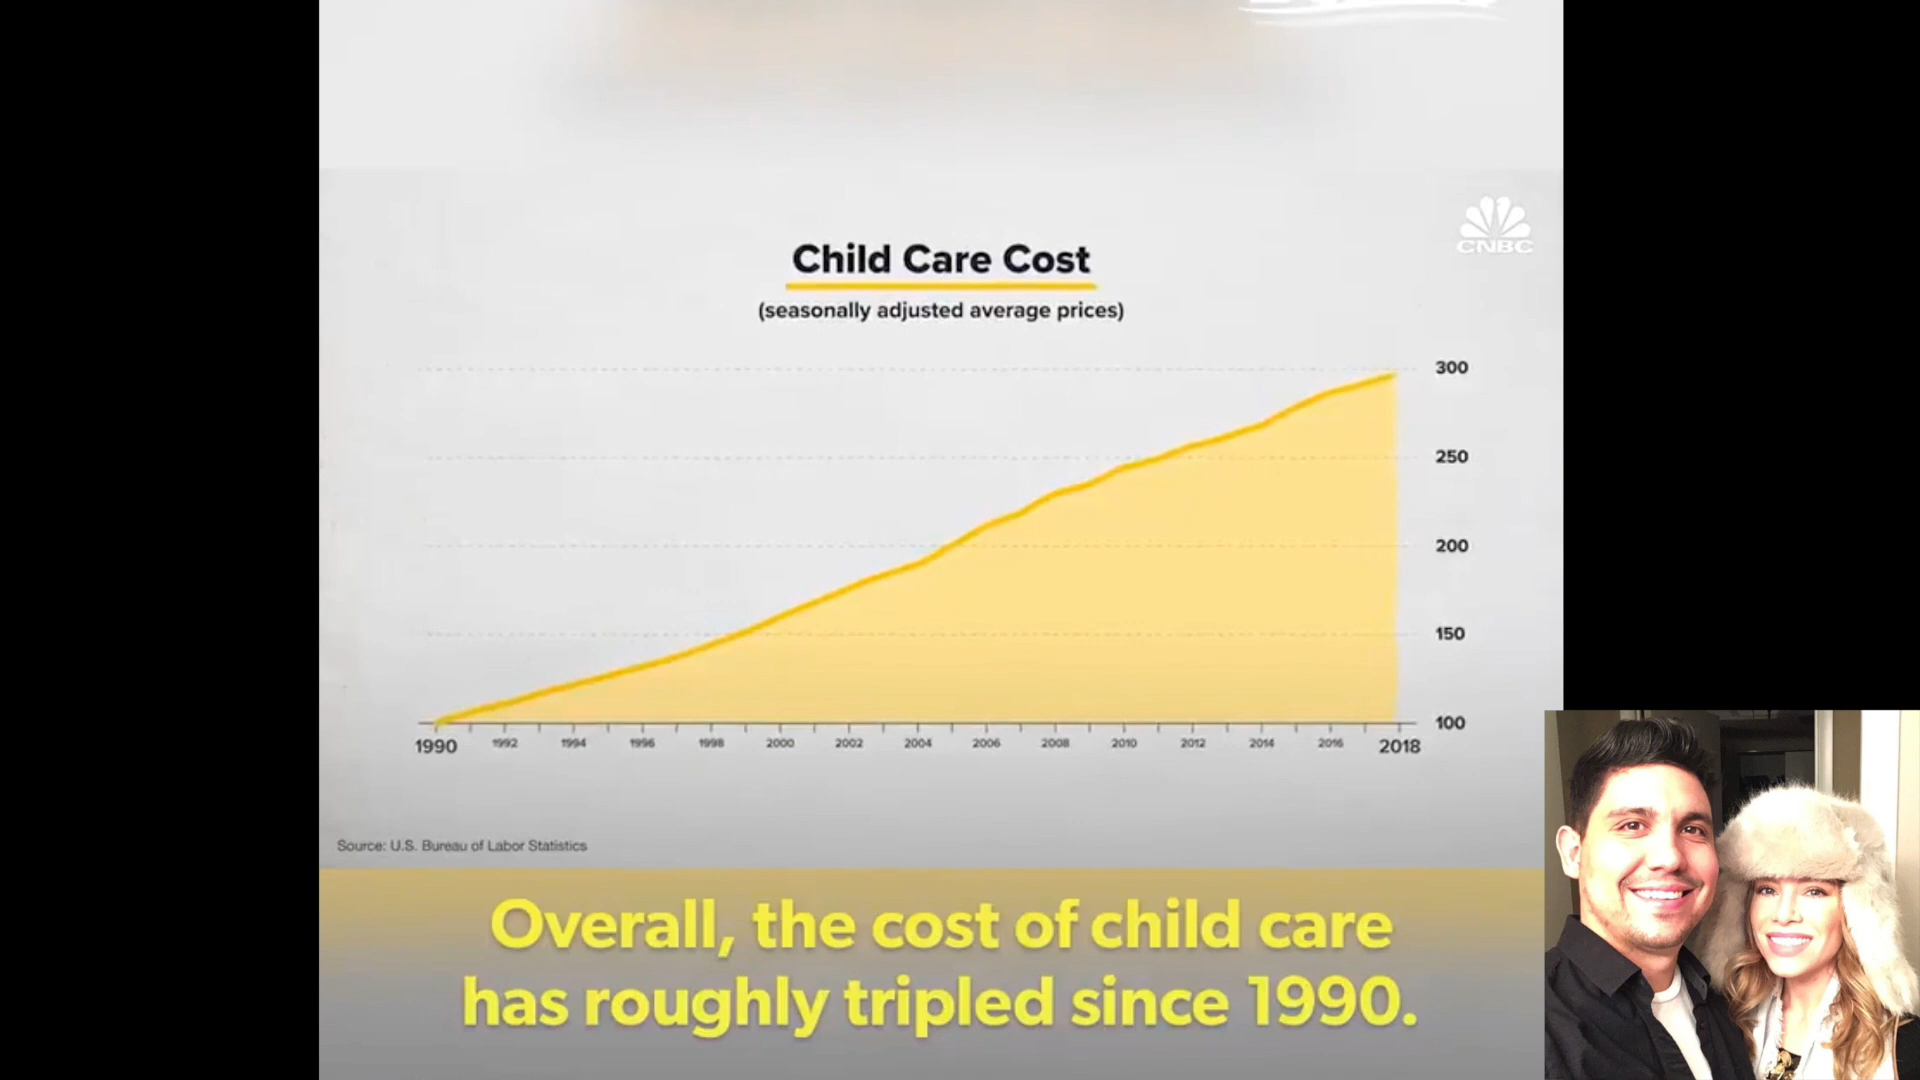 CNBC
Child Care Cost
(seasonally adjusted average prices)
300
250
200
150
100
1990 1992 1994 1996 1998 2000 2002 2004 2006 2008 2010 2012 2014 2016 2018
Source: U.S. Bureau of Labor Statistics
Overall, the cost of child care
has roughly tripled since 1990.